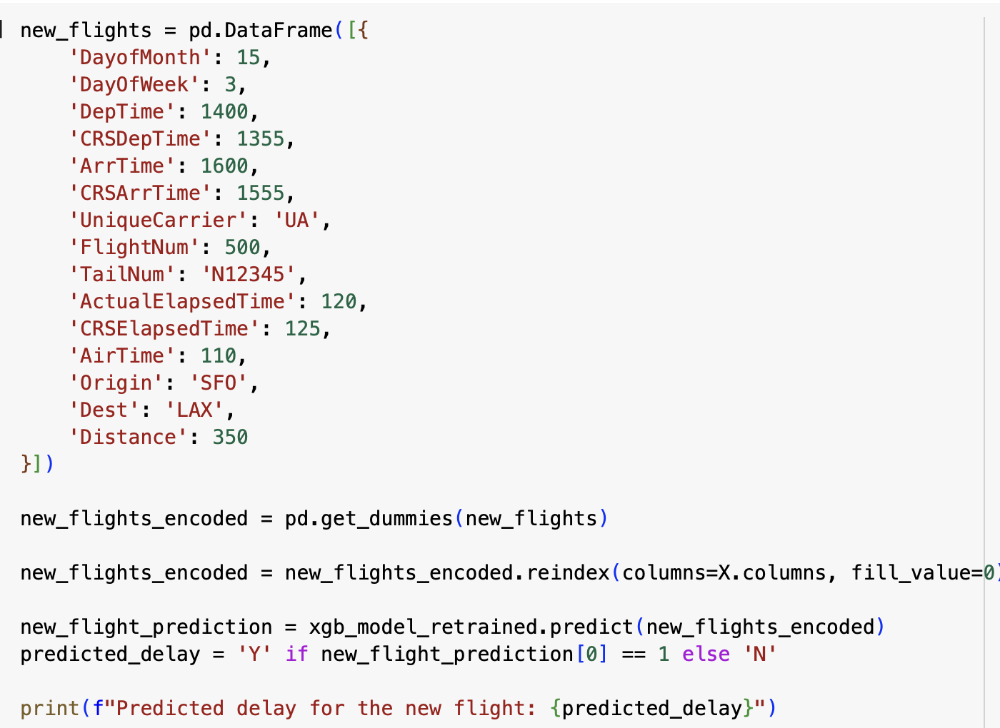 new_flights = pd.DataFrame([{
    'DayofMonth': 15,
    'DayOfWeek': 3,
    'DepTime': 1400,
    'CRSDepTime': 1355,
    'ArrTime': 1600,
    'CRSArrTime': 1555,
    'UniqueCarrier': 'UA',
    'FlightNum': 500,
    'TailNum': 'N12345',
    'ActualElapsedTime': 120,
    'CRSElapsedTime': 125,
    'AirTime': 110,
    'Origin': 'SFO',
    'Dest': 'LAX',
    'Distance': 350
}])

new_flights_encoded = pd.get_dummies(new_flights)

new_flights_encoded = new_flights_encoded.reindex(columns=X.columns, fill_value=0)

new_flight_prediction = xgb_model_retrained.predict(new_flights_encoded)
predicted_delay = 'Y' if new_flight_prediction[0] == 1 else 'N'

print(f"Predicted delay for the new flight: {predicted_delay}")